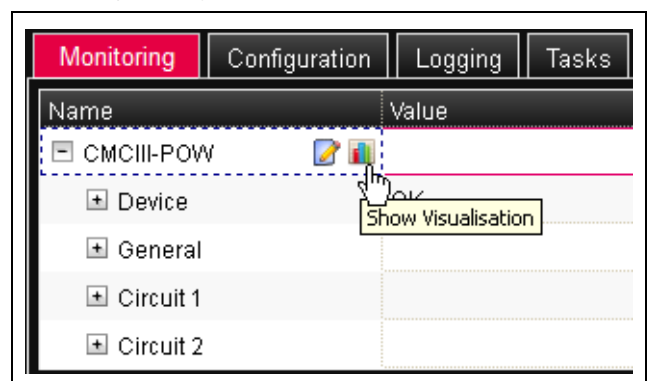 Monitoring Configuration Logging Tasks
Name Value
CMCIII-POW
Device OK
Show Visualisation
General
Circuit 1
Circuit 2